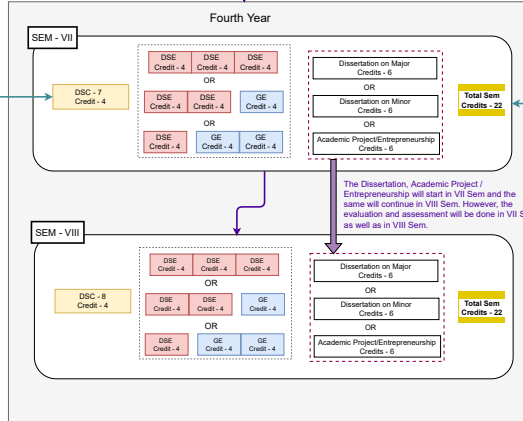 Fourth Year
SEM - VII
DSC - 7
Credit - 4
DSE
Credit - 4
DSE
Credit - 4
DSE
Credit - 4
OR
DSE
Credit - 4
DSE
Credit - 4
GE
Credit - 4
OR
DSE
Credit - 4
GE
Credit - 4
GE
Credit - 4
Dissertation on Major
Credits - 6
OR
Dissertation on Minor
Credits - 6
OR
Academic Project/Entrepreneurship
Credits - 6
Total Sem
Credits - 22
The Dissertation, Academic Project /
Entrepreneurship will start in VII Sem and the
same will continue in VIII Sem. However, the
evaluation and assessment will be done in VII S
as well as in VIII Sem.
SEM - VIII
DSC - 8
Credit - 4
DSE
Credit - 4
DSE
Credit - 4
DSE
Credit - 4
OR
DSE
Credit - 4
DSE
Credit - 4
GE
Credit - 4
OR
DSE
Credit - 4
GE
Credit - 4
GE
Credit - 4
Dissertation on Major
Credits - 6
OR
Dissertation on Minor
Credits - 6
OR
Academic Project/Entrepreneurship
Credits - 6
Total Sem
Credits - 22